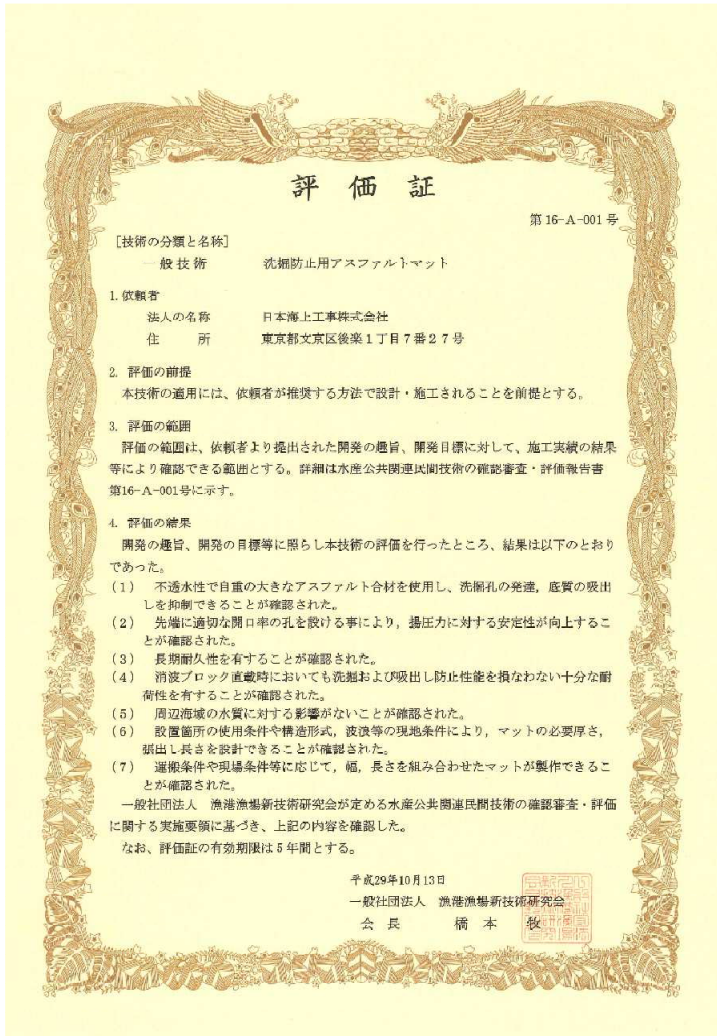 評価証
第16-A-001号
[技術の分類と名称]
一般技術 洗掘防止用アスファルトマット
1.依頼者
法人の名称 日本海上工事株式会社
住所 東京都文京区後楽1丁目7番27号
2. 評価の前提
本技術の適用には、依頼者が推奨する方法で設計・施工されることを前提とする。
3. 評価の範囲
評価の範囲は、依頼者より提出された開発の趣旨、開発目標に対して、施工実績の結果
等により確認できる範囲とする。詳細は水産公共関連民間技術の確認審査・評価報告書
第16-A-001号に示す。
4. 評価の結果
開発の趣旨、開発の目標等に照らし本技術の評価を行ったところ、結果は以下のとおり
であった。
(1) 不透水性で自重の大きなアスファルト合材を使用し、洗掘孔の発達，底質の吸出
しを抑制できることが確認された。
(2) 先端に適切な開口率の孔を設ける事により，揚圧力に対する安定性が向上するこ
とが確認された。
(3) 長期耐久性を有することが確認された。
(4) 消波ブロック直載時においても洗掘および吸出し防止性能を損なわない十分な耐
荷性を有することが確認された。
(5) 周辺海域の水質に対する影響がないことが確認された。
(6) 設置箇所の使用条件や構造形式，波浪等の現地条件により，マットの必要厚さ，
張出し長さを設計できることが確認された。
(7) 運搬条件や現場条件等に応じて，幅，長さを組み合わせたマットが製作できるこ
とが確認された。
一般社団法人 漁港漁場新技術研究会が定める水産公共関連民間技術の確認審査・評価
に関する実施要領に基づき、上記の内容を確認した。
なお、評価証の有効期限は5年間とする。
平成29年10月13日
一般社団法人 漁港漁場新技術研究会
会長 橋本 牧